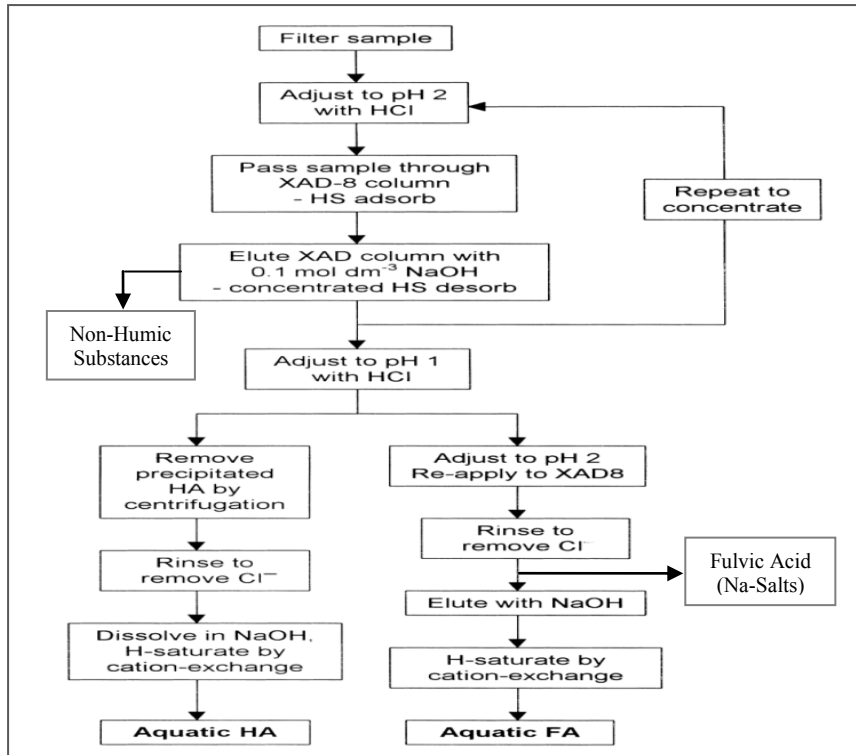 Filter sample
Adjust to pH 2
with HCl
Pass sample through
XAD-8 column
- HS adsorb
Repeat to
concentrate
Elute XAD column with
0.1 mol dm⁻³ NaOH
- concentrated HS desorb
Non-Humic
Substances
Adjust to pH 1
with HCl
Remove
precipitated
HA by
centrifugation
Adjust to pH 2
Re-apply to XAD8
Rinse to
remove Cl⁻
Rinse to
remove Cl⁻
Fulvic Acid
(Na-Salts)
Elute with NaOH
Dissolve in NaOH,
H-saturate by
cation-exchange
H-saturate by
cation-exchange
Aquatic HA
Aquatic FA